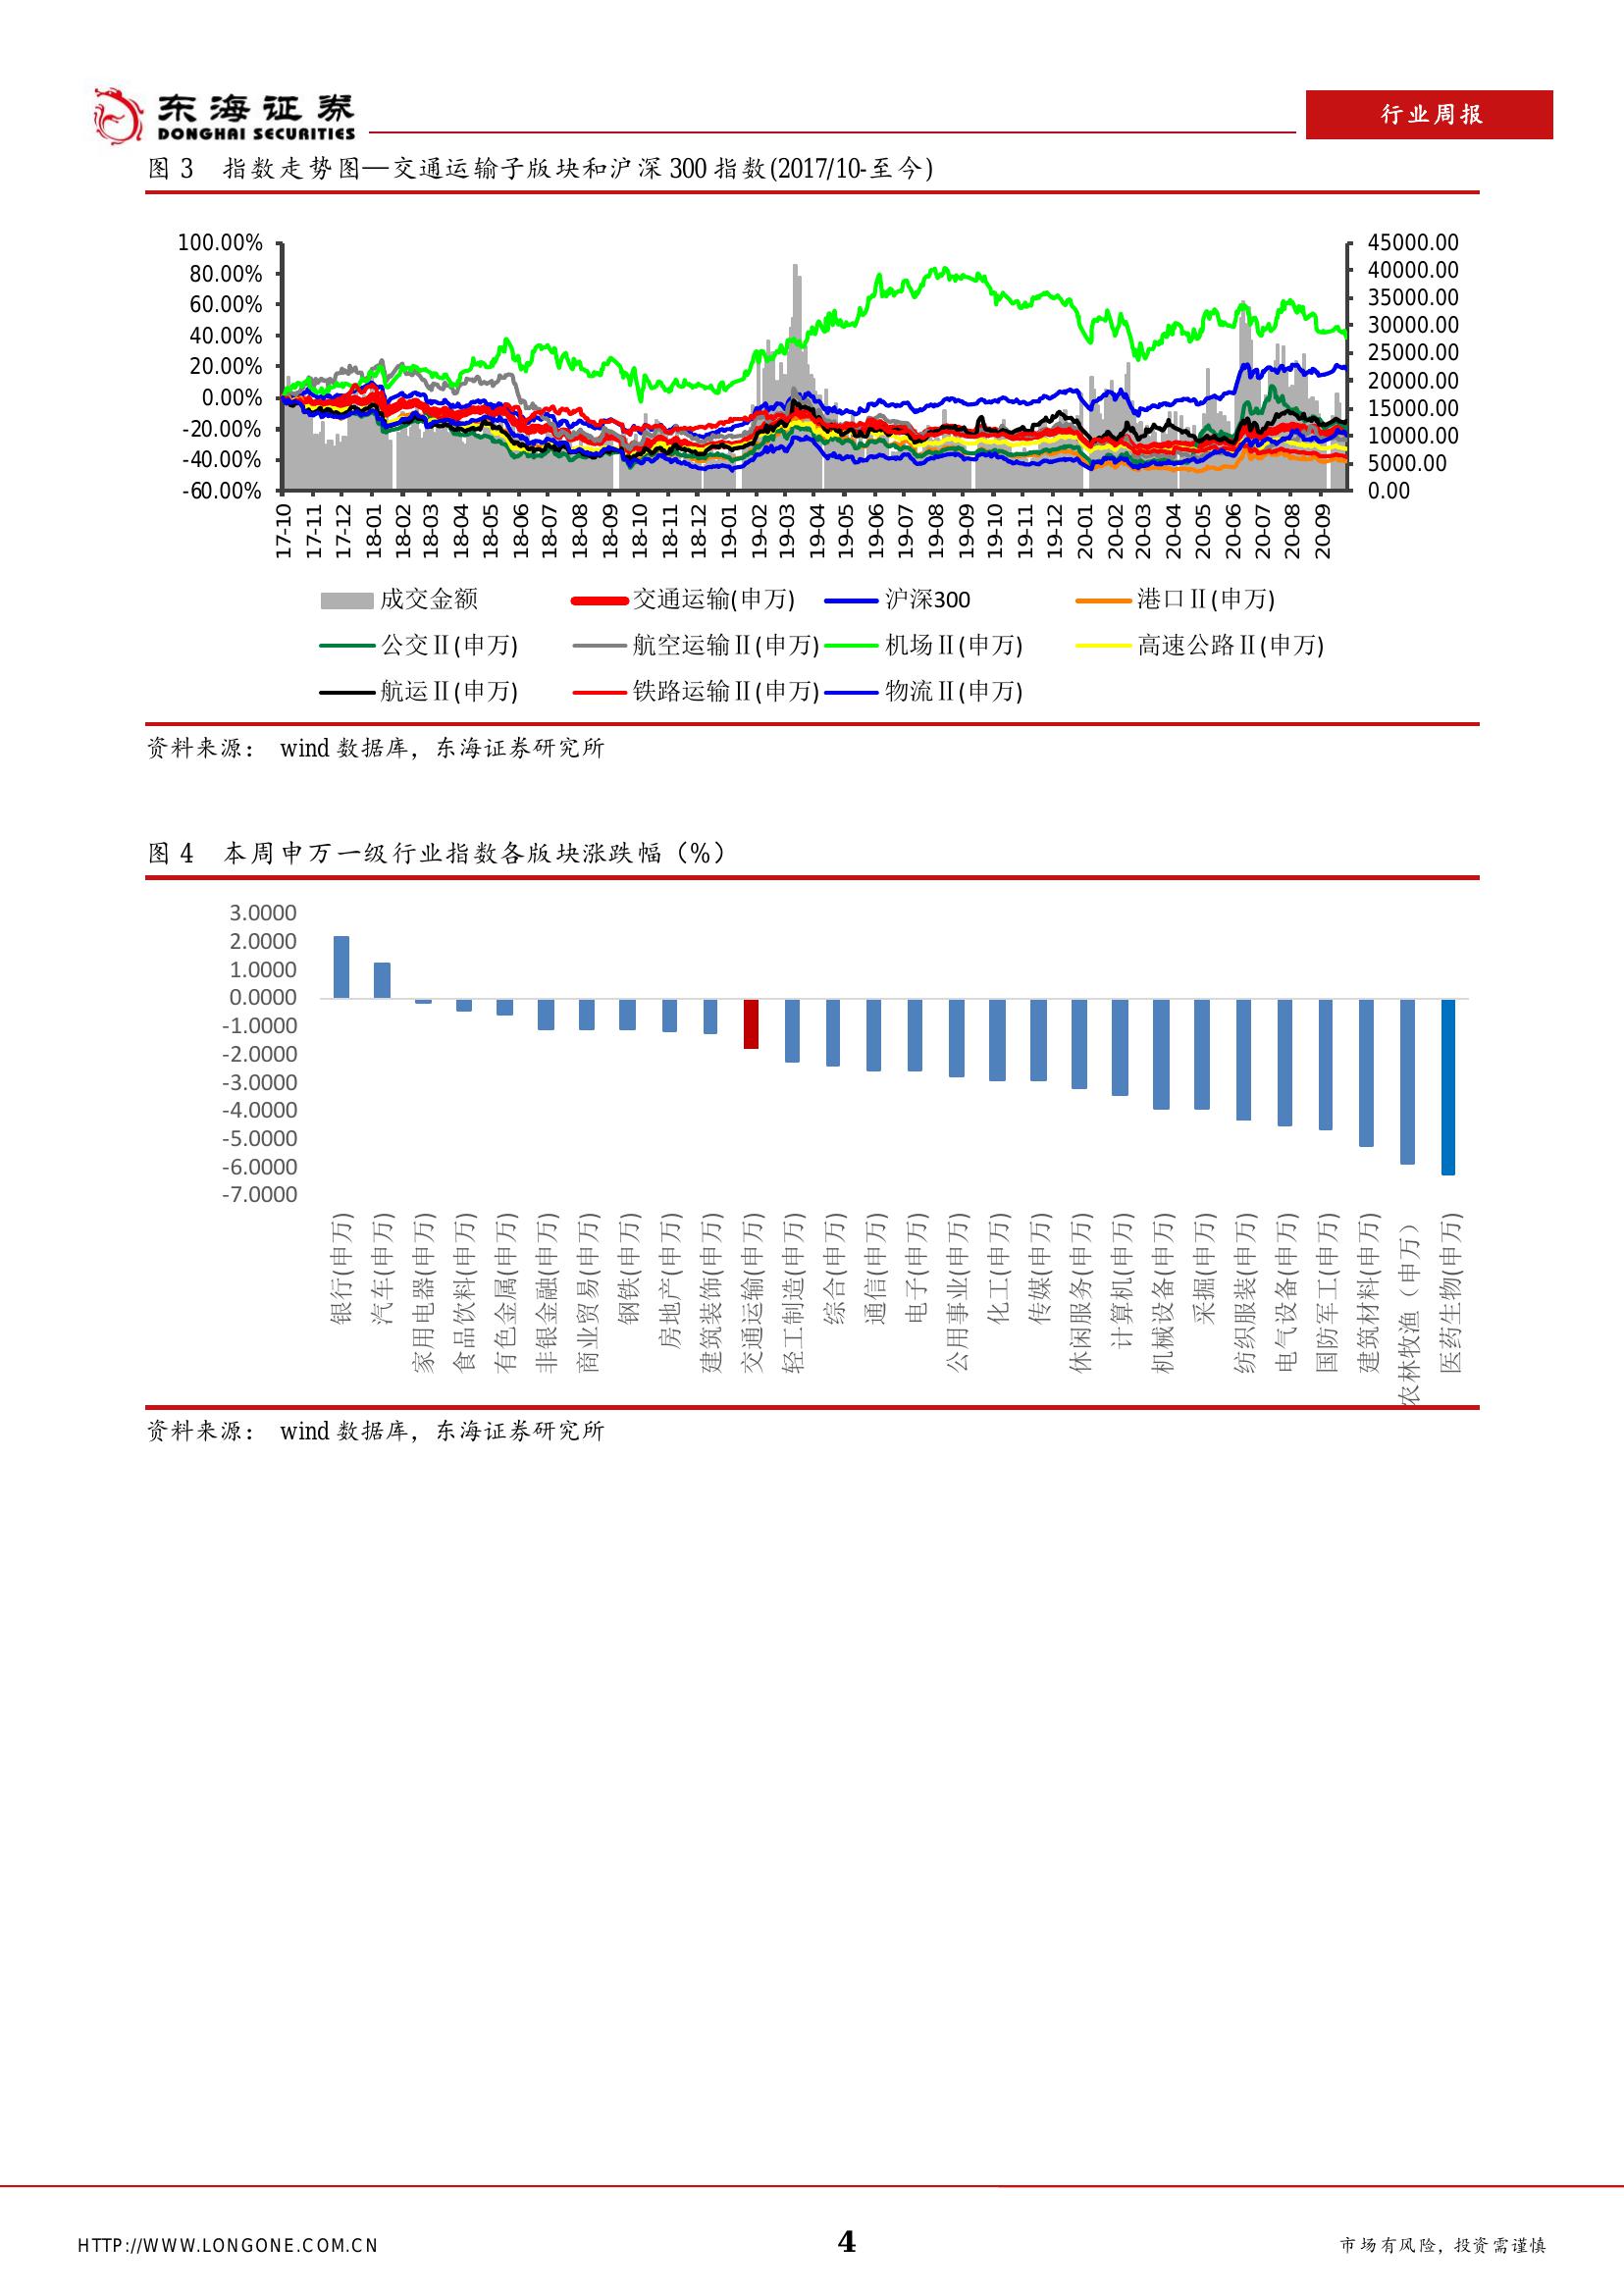 东海证券
DONGHAI SECURITIES
行业周报
图 3 指数走势图—交通运输子版块和沪深 300 指数(2017/10-至今)
100.00%
80.00%
60.00%
40.00%
20.00%
0.00%
-20.00%
-40.00%
-60.00%
45000.00
40000.00
35000.00
30000.00
25000.00
20000.00
15000.00
10000.00
5000.00
0.00
17-10
17-11
17-12
18-01
18-02
18-03
18-04
18-05
18-06
18-07
18-08
18-09
18-10
18-11
18-12
19-01
19-02
19-03
19-04
19-05
19-06
19-07
19-08
19-09
19-10
19-11
19-12
20-01
20-02
20-03
20-04
20-05
20-06
20-07
20-08
20-09
成交金额 交通运输(申万) 沪深300 港口Ⅱ(申万)
公交Ⅱ(申万) 航空运输Ⅱ(申万) 机场Ⅱ(申万) 高速公路Ⅱ(申万)
航运Ⅱ(申万) 铁路运输Ⅱ(申万) 物流Ⅱ(申万)
资料来源： wind 数据库，东海证券研究所
图 4 本周申万一级行业指数各版块涨跌幅（%）
3.0000
2.0000
1.0000
0.0000
-1.0000
-2.0000
-3.0000
-4.0000
-5.0000
-6.0000
-7.0000
银行(申万)
汽车(申万)
家用电器(申万)
食品饮料(申万)
有色金属(申万)
非银金融(申万)
商业贸易(申万)
钢铁(申万)
房地产(申万)
建筑装饰(申万)
交通运输(申万)
轻工制造(申万)
综合(申万)
通信(申万)
电子(申万)
公用事业(申万)
化工(申万)
传媒(申万)
休闲服务(申万)
计算机(申万)
机械设备(申万)
采掘(申万)
纺织服装(申万)
电气设备(申万)
国防军工(申万)
建筑材料(申万)
农林牧渔（申万）
医药生物(申万)
资料来源： wind 数据库，东海证券研究所
HTTP://WWW.LONGONE.COM.CN
4
市场有风险，投资需谨慎